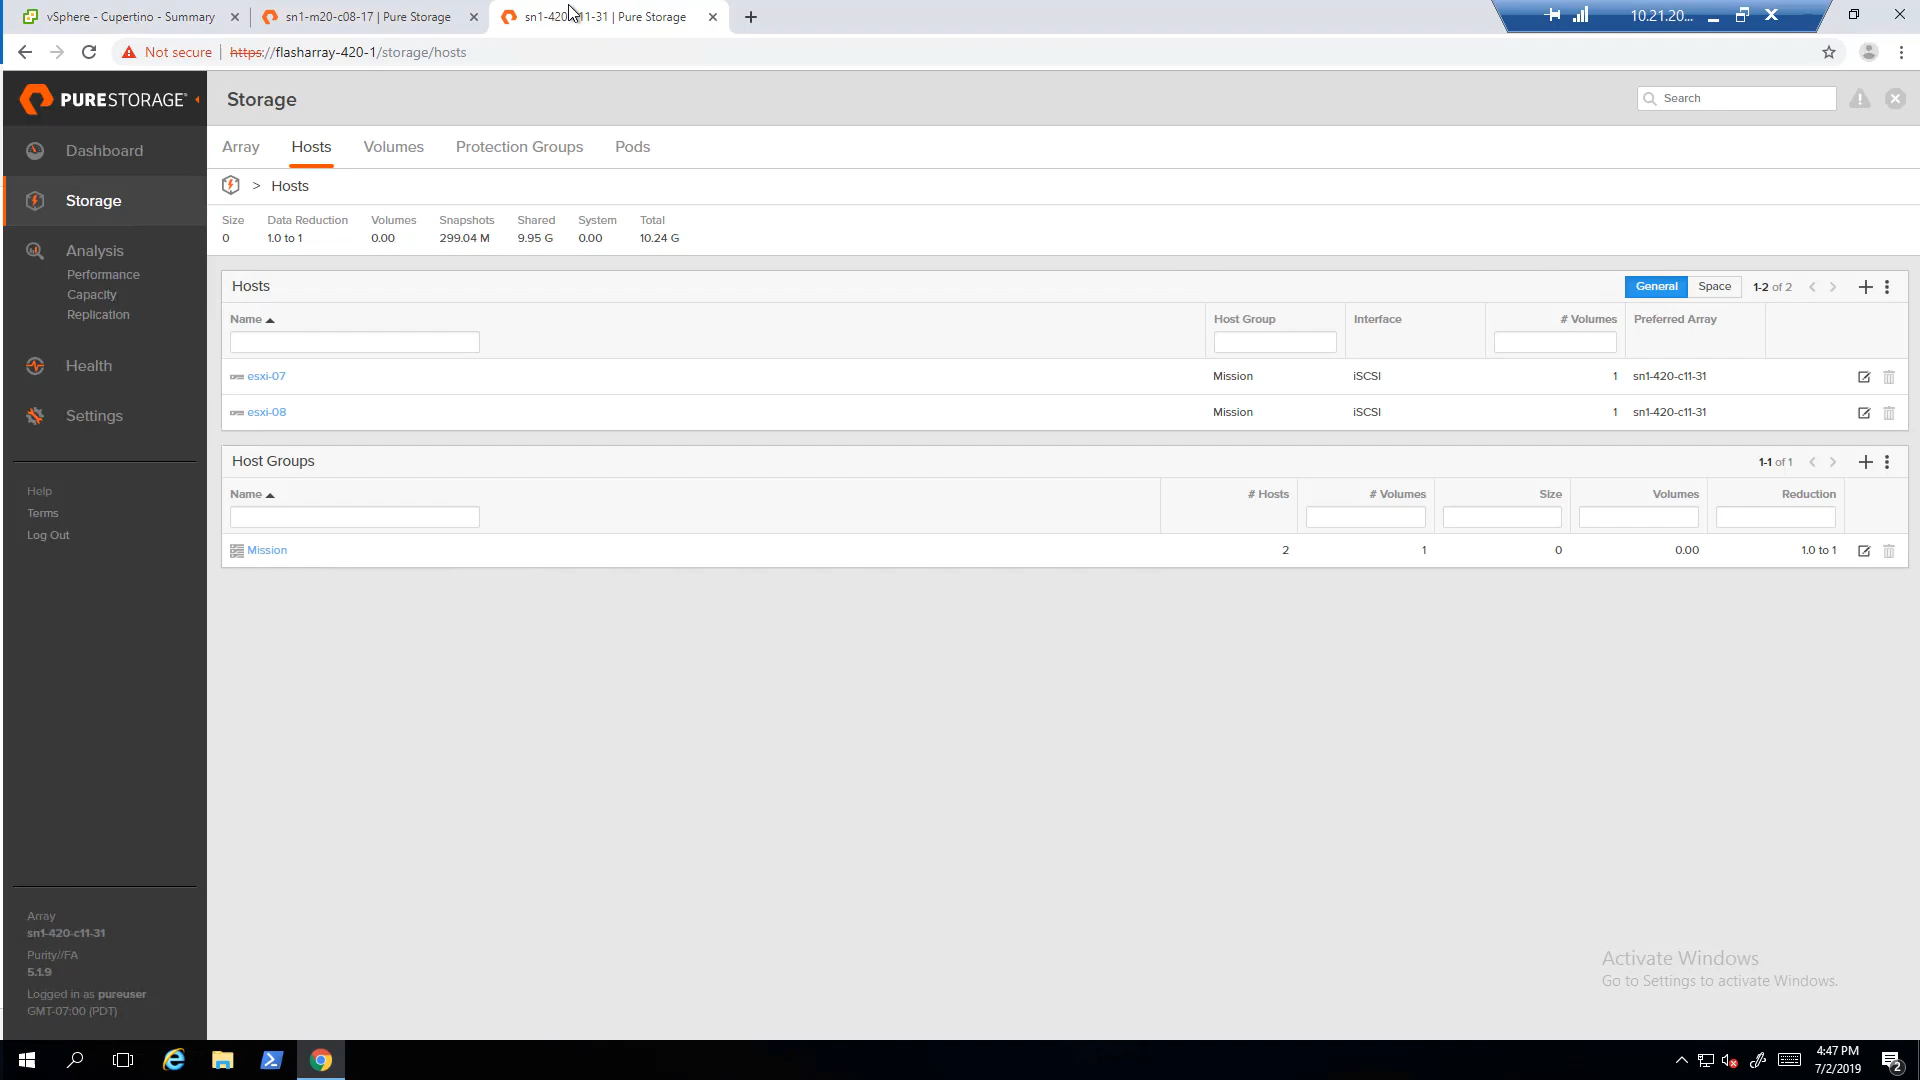 vSphere - Cupertino - Summary
sn1-m20-c08-17 | Pure Storage
sn1-420-c11-31 | Pure Storage
10.21.20...
Not secure
https://flasharray-420-1/storage/hosts
PURESTORAGE®
Storage
Search
Dashboard
Array
Hosts
Volumes
Protection Groups
Pods
Storage
> Hosts
Size
Data Reduction
Volumes
Snapshots
Shared
System
Total
0
1.0 to 1
0.00
299.04 M
9.95 G
0.00
10.24 G
Analysis
Performance
Capacity
Replication
Health
Settings
Help
Terms
Log Out
Hosts
General
Space
1-2 of 2
Name
Host Group
Interface
# Volumes
Preferred Array
esxi-07
Mission
iSCSI
1
sn1-420-c11-31
esxi-08
Mission
iSCSI
1
sn1-420-c11-31
Host Groups
1-1 of 1
Name
# Hosts
# Volumes
Size
Volumes
Reduction
Mission
2
1
0
0.00
1.0 to 1
Array
sn1-420-c11-31
Purity//FA
5.1.9
Logged in as pureuser
GMT-07:00 (PDT)
Activate Windows
Go to Settings to activate Windows.
4:47 PM
7/2/2019
2